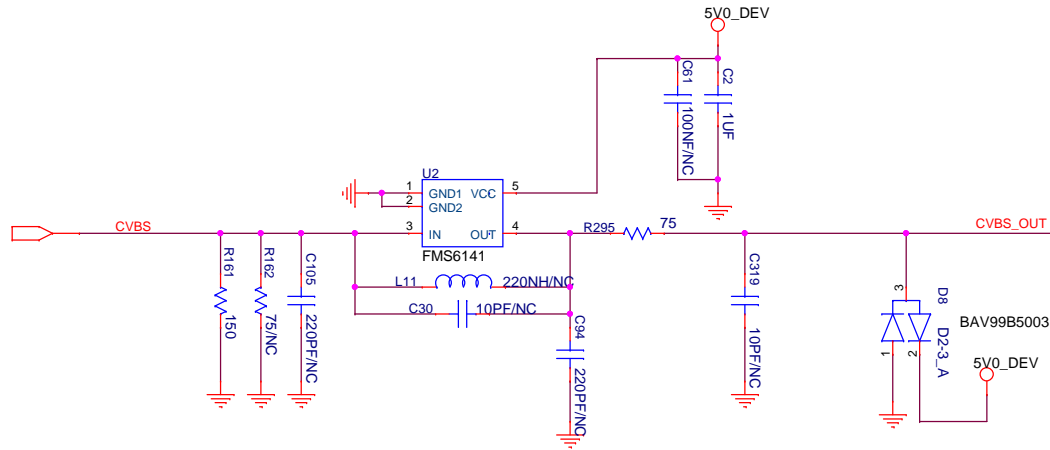 5V0_DEV
C61
100NF/NC
C2
1UF
U2
1 GND1 VCC 5
2 GND2
3 IN OUT 4
FMS6141
CVBS
R295 75
CVBS_OUT
R161
150
R162
75/NC
C105
220PF/NC
L11 220NH/NC
C30 10PF/NC
C94
220PF/NC
C319
10PF/NC
3
D8
BAV99B5003
D2-3_A
1 2
5V0_DEV